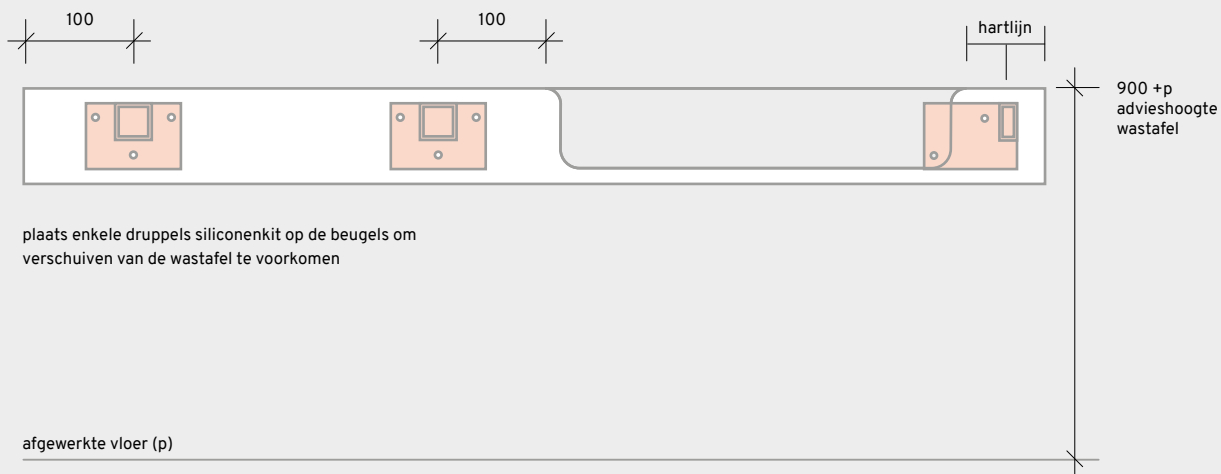 100
100
hartlijn
900 +p
advieshoogte
wastafel
plaats enkele druppels siliconenkit op de beugels om
verschuiven van de wastafel te voorkomen
afgewerkte vloer (p)